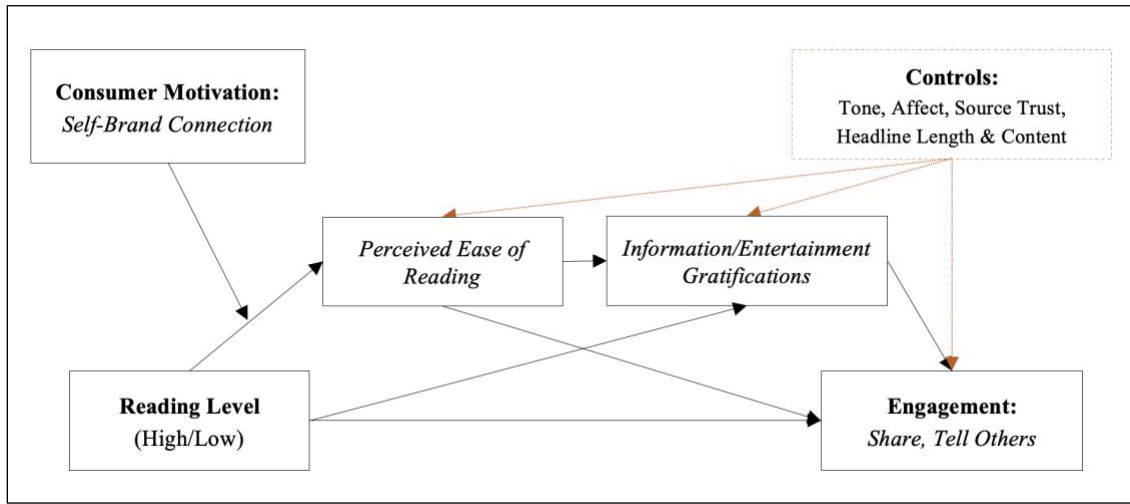 Consumer Motivation:
Self-Brand Connection
Controls:
Tone, Affect, Source Trust,
Headline Length & Content
Perceived Ease of
Reading
Information/Entertainment
Gratifications
Reading Level
(High/Low)
Engagement:
Share, Tell Others